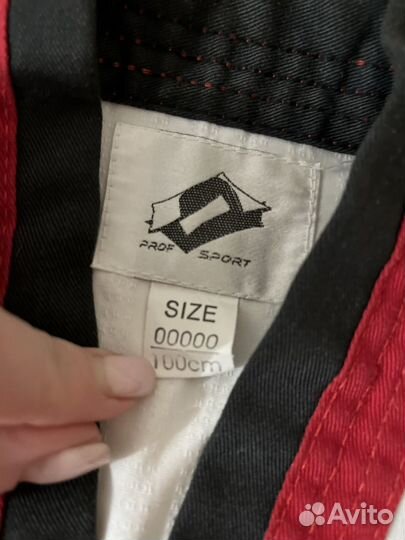 PROF SPORT
SIZE
00000
100cm
Avito